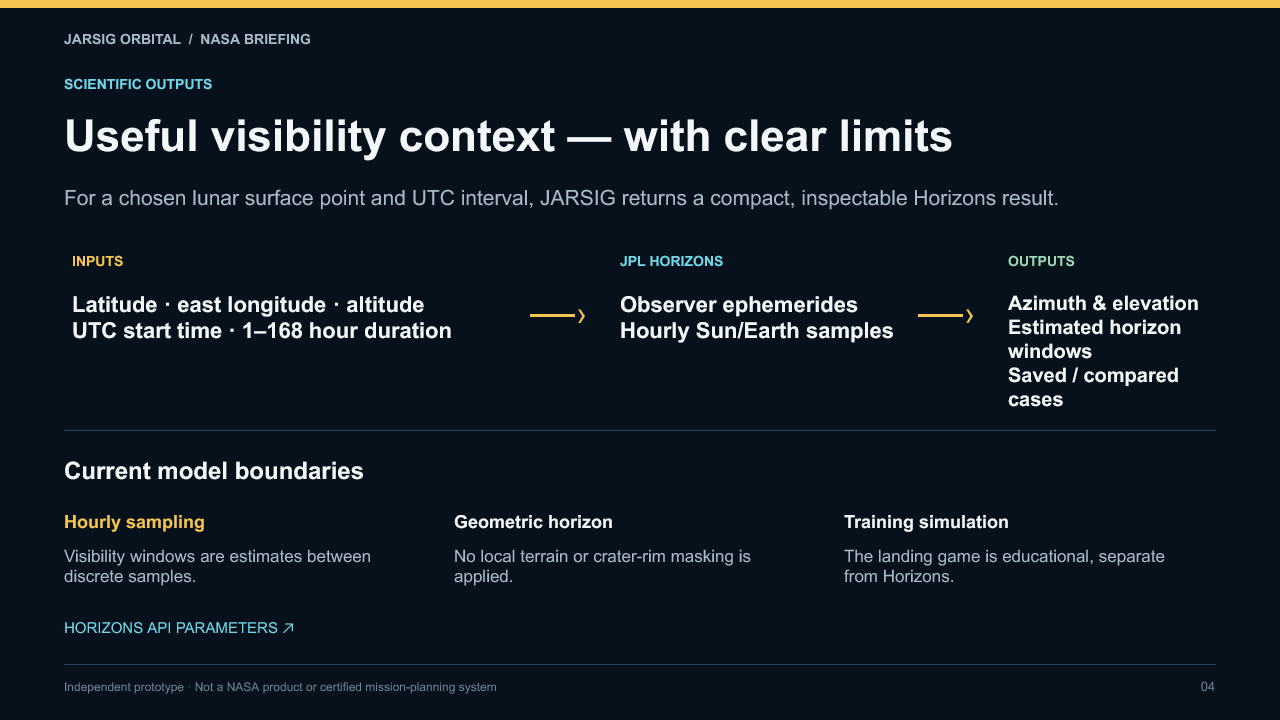 JARSIG ORBITAL / NASA BRIEFING
SCIENTIFIC OUTPUTS
Useful visibility context — with clear limits
For a chosen lunar surface point and UTC interval, JARSIG returns a compact, inspectable Horizons result.
INPUTS
Latitude · east longitude · altitude
UTC start time · 1–168 hour duration
JPL HORIZONS
Observer ephemerides
Hourly Sun/Earth samples
OUTPUTS
Azimuth & elevation
Estimated horizon
windows
Saved / compared
cases
Current model boundaries
Hourly sampling
Visibility windows are estimates between
discrete samples.
Geometric horizon
No local terrain or crater-rim masking is
applied.
Training simulation
The landing game is educational, separate
from Horizons.
HORIZONS API PARAMETERS ↗
Independent prototype · Not a NASA product or certified mission-planning system
04